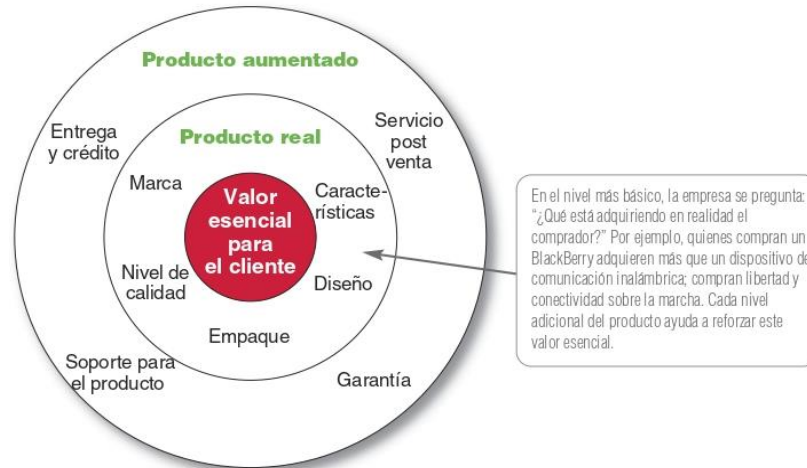 Producto aumentado
Entrega
y crédito
Servicio
post
venta
Producto real
Marca
Caracte-
rísticas
Valor
esencial
para
el cliente
Nivel de
calidad
Diseño
Empaque
Soporte para
el producto
Garantía
En el nivel más básico, la empresa se pregunta:
“¿Qué está adquiriendo en realidad el
comprador?” Por ejemplo, quienes compran un
BlackBerry adquieren más que un dispositivo de
comunicación inalámbrica; compran libertad y
conectividad sobre la marcha. Cada nivel
adicional del producto ayuda a reforzar este
valor esencial.